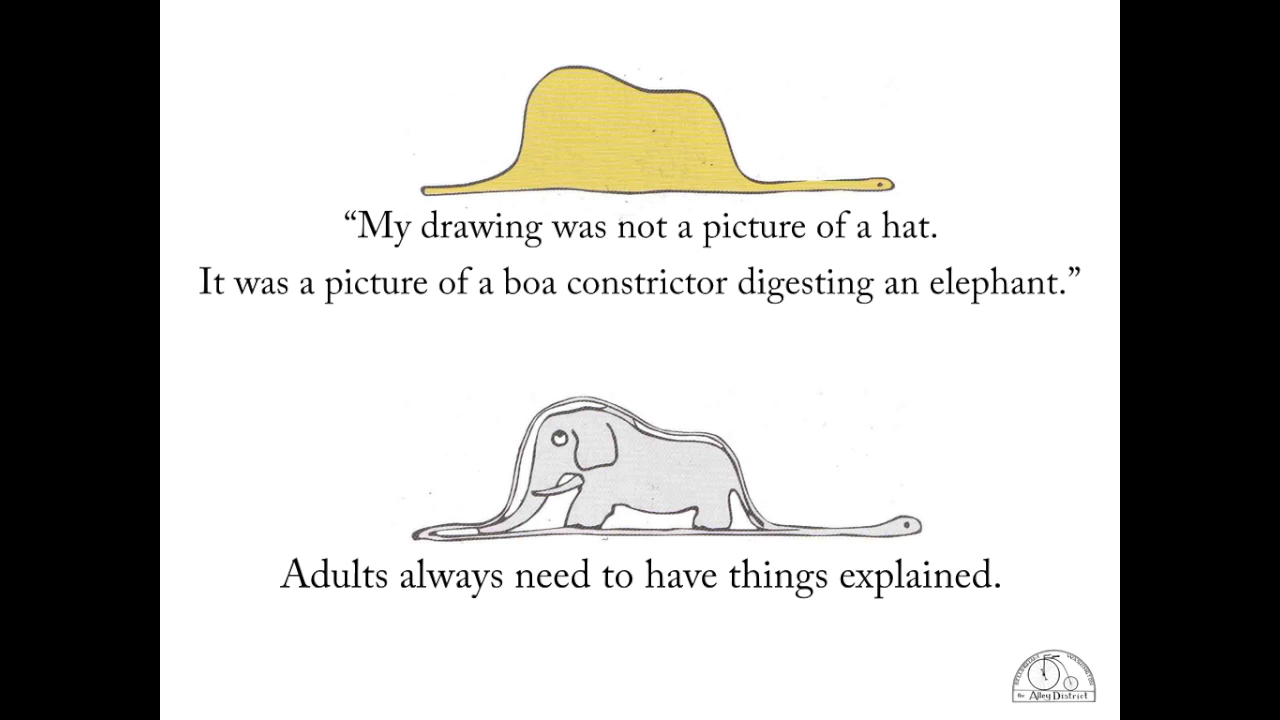 “My drawing was not a picture of a hat.
It was a picture of a boa constrictor digesting an elephant.”
Adults always need to have things explained.
the Alley District